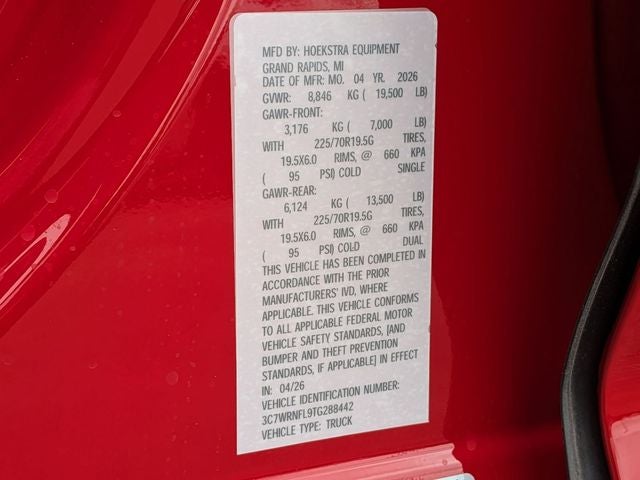 MFD BY: HOEKSTRA EQUIPMENT
GRAND RAPIDS, MI
DATE OF MFR: MO. 04 YR. 2026
GVWR: 8,846 KG ( 19,500 LB)
GAWR-FRONT:
3,176 KG ( 7,000 LB)
WITH 225/70R19.5G TIRES,
19.5X6.0 RIMS, @ 660 KPA
( 95 PSI) COLD SINGLE
GAWR-REAR:
6,124 KG ( 13,500 LB)
WITH 225/70R19.5G TIRES,
19.5X6.0 RIMS, @ 660 KPA
( 95 PSI) COLD DUAL
THIS VEHICLE HAS BEEN COMPLETED IN
ACCORDANCE WITH THE PRIOR
MANUFACTURERS' IVD, WHERE
APPLICABLE. THIS VEHICLE CONFORMS
TO ALL APPLICABLE FEDERAL MOTOR
VEHICLE SAFETY STANDARDS, [AND
BUMPER AND THEFT PREVENTION
STANDARDS, IF APPLICABLE] IN EFFECT
IN: 04/26
VEHICLE IDENTIFICATION NUMBER:
3C7WRNFL9TG288442
VEHICLE TYPE: TRUCK